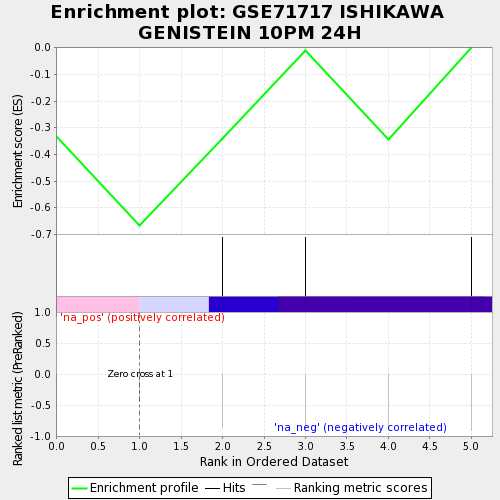 Enrichment plot: GSE71717 ISHIKAWA
GENISTEIN 10PM 24H
Enrichment score (ES)
0.0
-0.1
-0.2
-0.3
-0.4
-0.5
-0.6
-0.7
Ranked list metric (PreRanked)
1.0
0.5
0.0
-0.5
-1.0
'na_pos' (positively correlated)
Zero cross at 1
'na_neg' (negatively correlated)
0.0 0.5 1.0 1.5 2.0 2.5 3.0 3.5 4.0 4.5 5.0
Rank in Ordered Dataset
Enrichment profile Hits Ranking metric scores